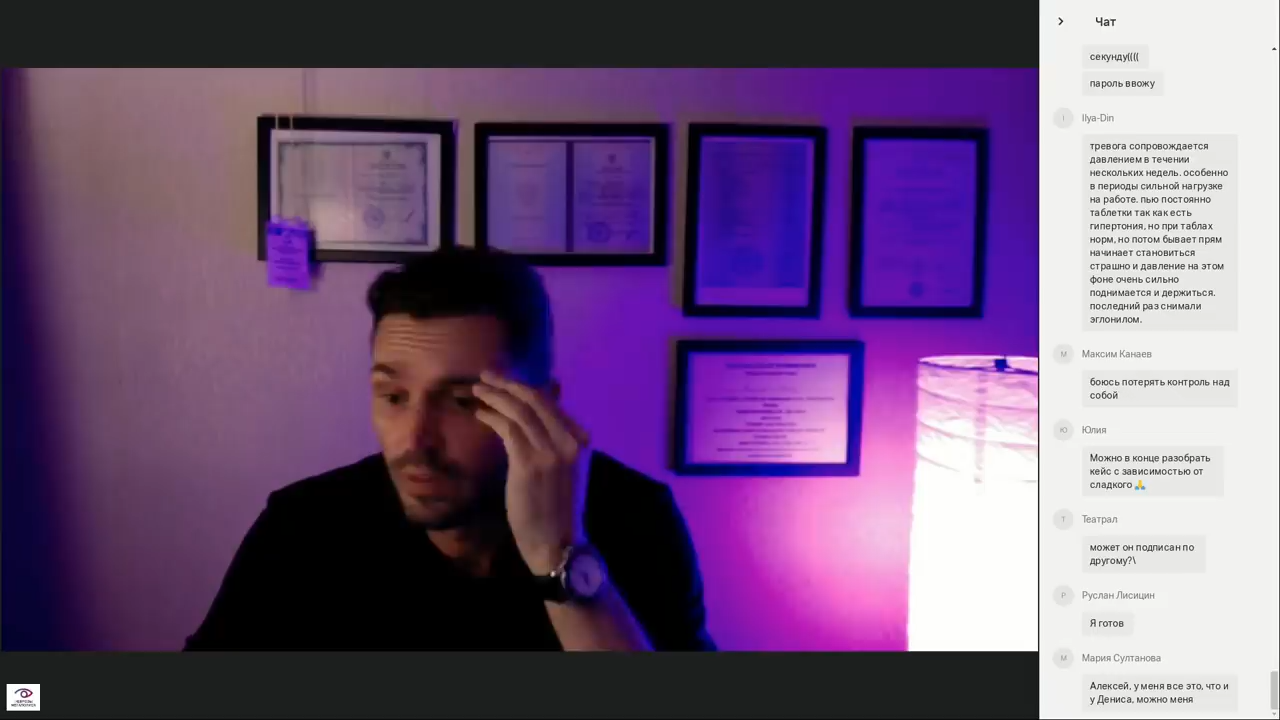 Чат
секунду((((
пароль ввожу
Ilya-Din
тревога сопровождается
давлением в течении
нескольких недель. особенно
в периоды сильной нагрузке
на работе. пью постоянно
таблетки так как есть
гипертония, но при таблах
норм, но потом бывает прям
начинает становиться
страшно и давление на этом
фоне очень сильно
поднимается и держиться.
последний раз снимали
эглонилом.
М
Максим Канаев
боюсь потерять контроль над
собой
Ю
Юлия
Можно в конце разобрать
кейс с зависимостью от
сладкого 🙏
Т
Театрал
может он подписан по
другому?\
Р
Руслан Лисицин
Я готов
М
Мария Султанова
Алексей, у меня все это, что и
у Дениса, можно меня